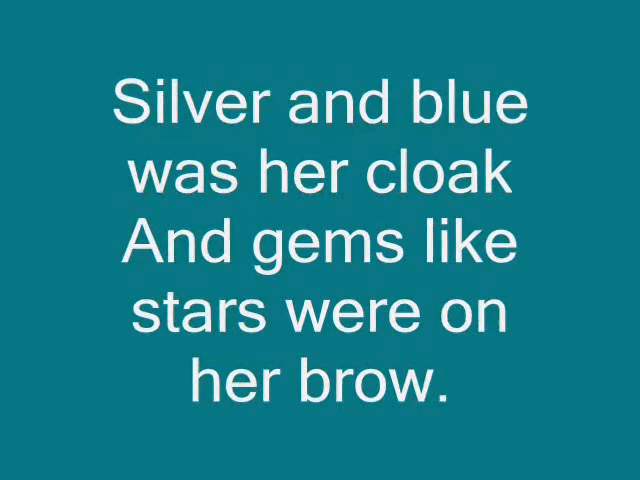 Silver and blue
was her cloak
And gems like
stars were on
her brow.